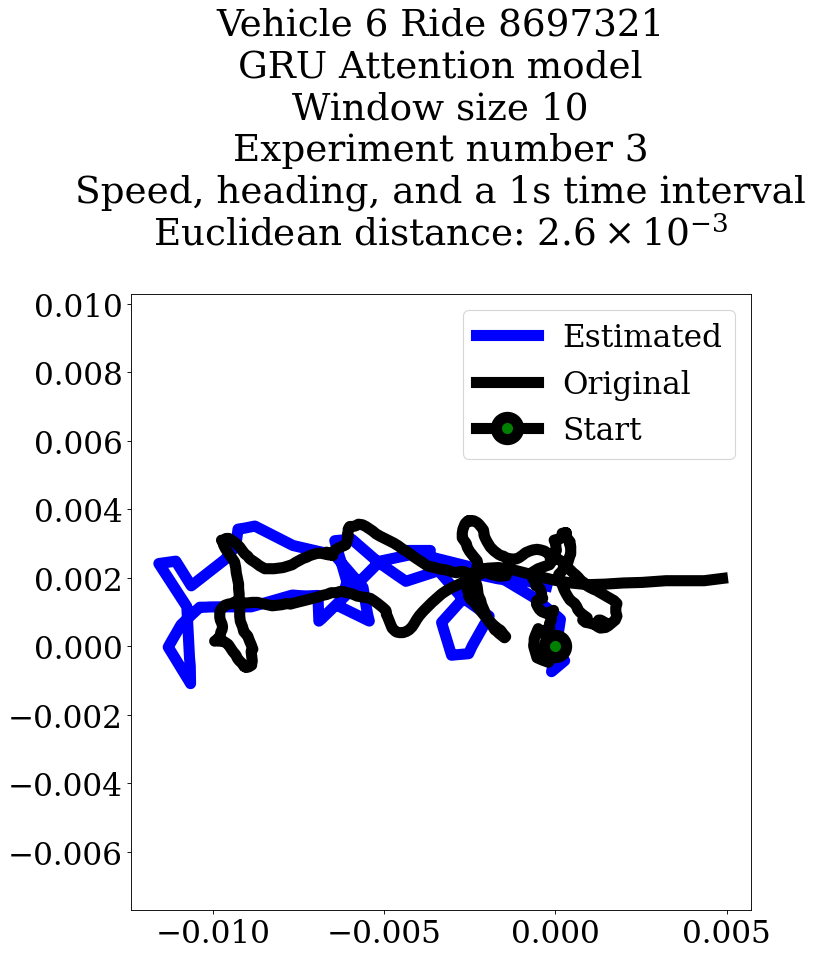 Vehicle 6 Ride 8697321
GRU Attention model
Window size 10
Experiment number 3
Speed, heading, and a 1s time interval
Euclidean distance: 2.6 × 10⁻³
Estimated
Original
Start
0.010
0.008
0.006
0.004
0.002
0.000
−0.002
−0.004
−0.006
−0.010
−0.005
0.000
0.005